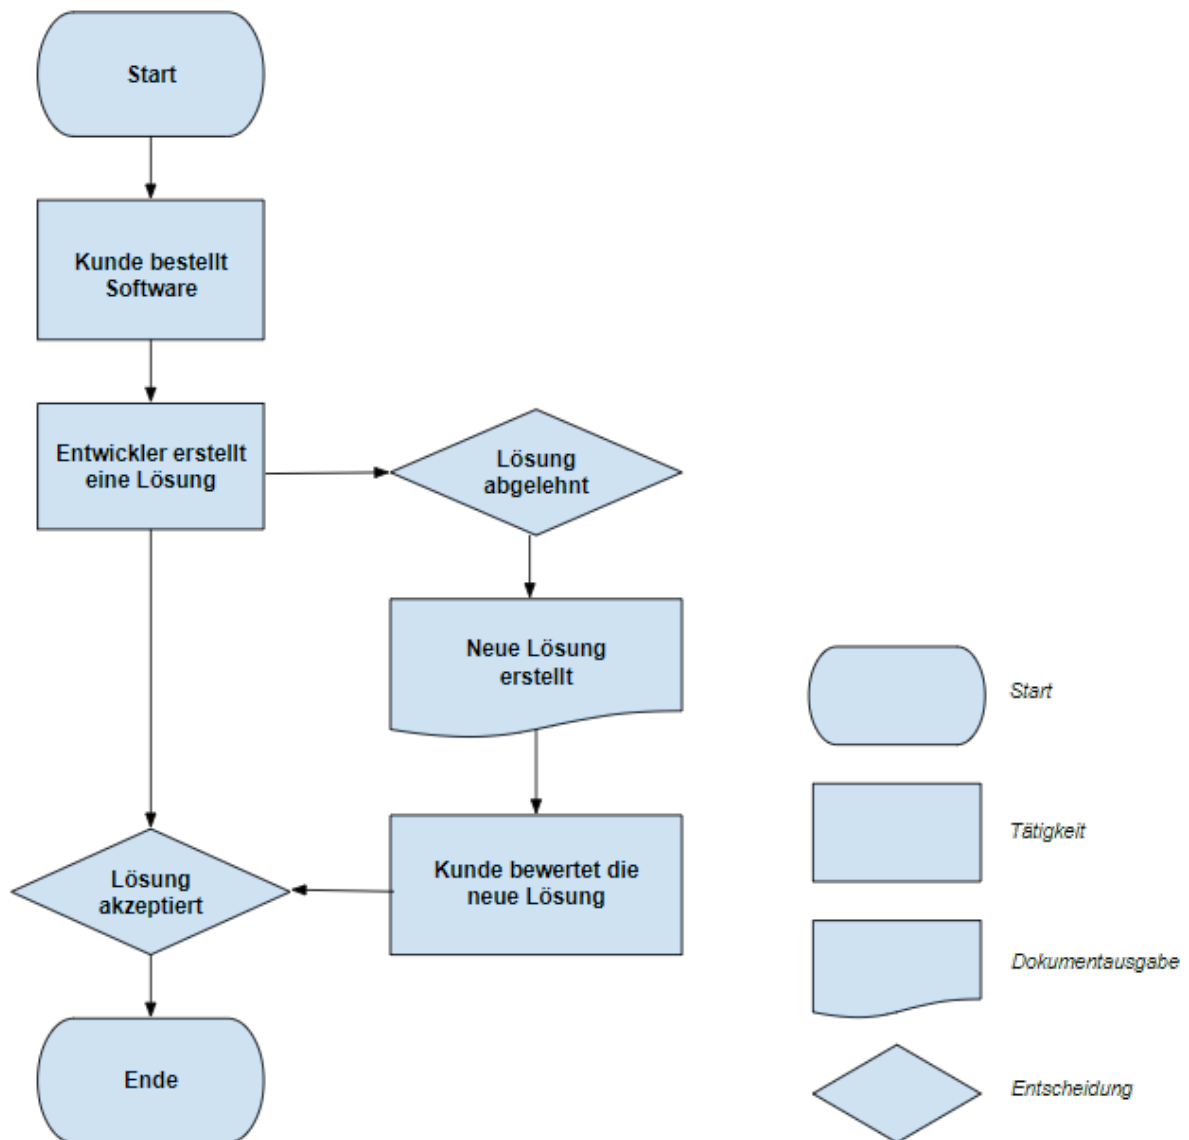 Start
Kunde bestellt
Software
Entwickler erstellt
eine Lösung
Lösung
abgelehnt
Neue Lösung
erstellt
Kunde bewertet die
neue Lösung
Lösung
akzeptiert
Ende
Start
Tätigkeit
Dokumentausgabe
Entscheidung